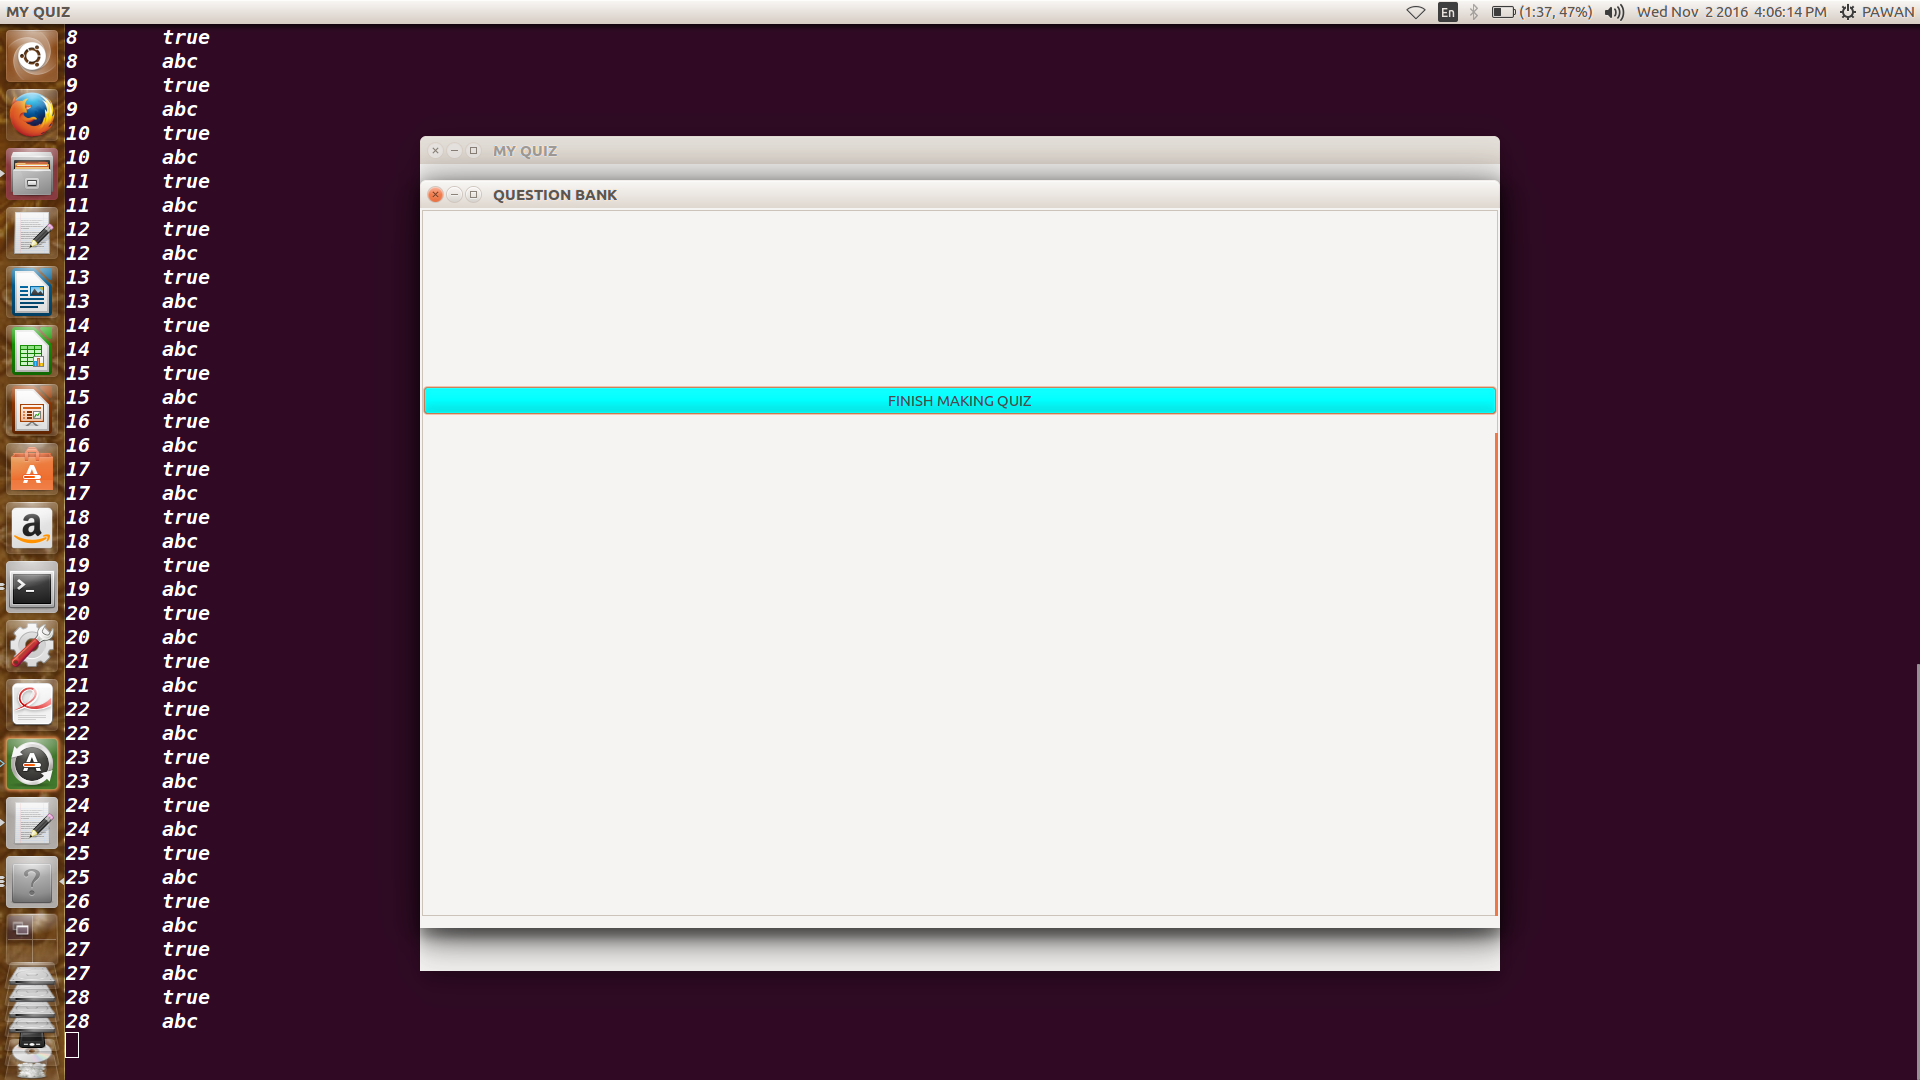 MY QUIZ
En (1:37, 47%) Wed Nov 2 2016 4:06:14 PM PAWAN
8 true
8 abc
9 true
9 abc
10 true
10 abc
11 true
11 abc
12 true
12 abc
13 true
13 abc
14 true
14 abc
15 true
15 abc
16 true
16 abc
17 true
17 abc
18 true
18 abc
19 true
19 abc
20 true
20 abc
21 true
21 abc
22 true
22 abc
23 true
23 abc
24 true
24 abc
25 true
25 abc
26 true
26 abc
27 true
27 abc
28 true
28 abc
MY QUIZ
QUESTION BANK
FINISH MAKING QUIZ